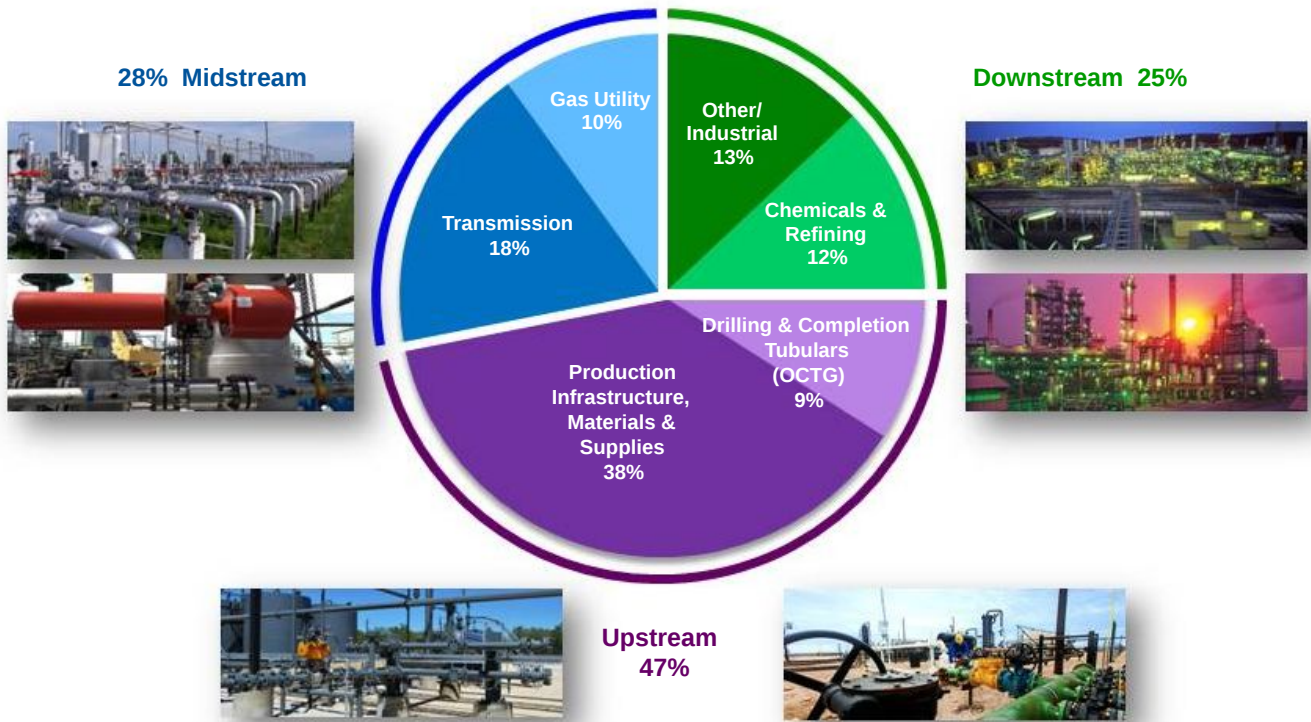 28% Midstream
Downstream 25%
Gas Utility
10%
Other/
Industrial
13%
Transmission
18%
Chemicals &
Refining
12%
Drilling & Completion
Tubulars
(OCTG)
9%
Production
Infrastructure,
Materials &
Supplies
38%
Upstream
47%